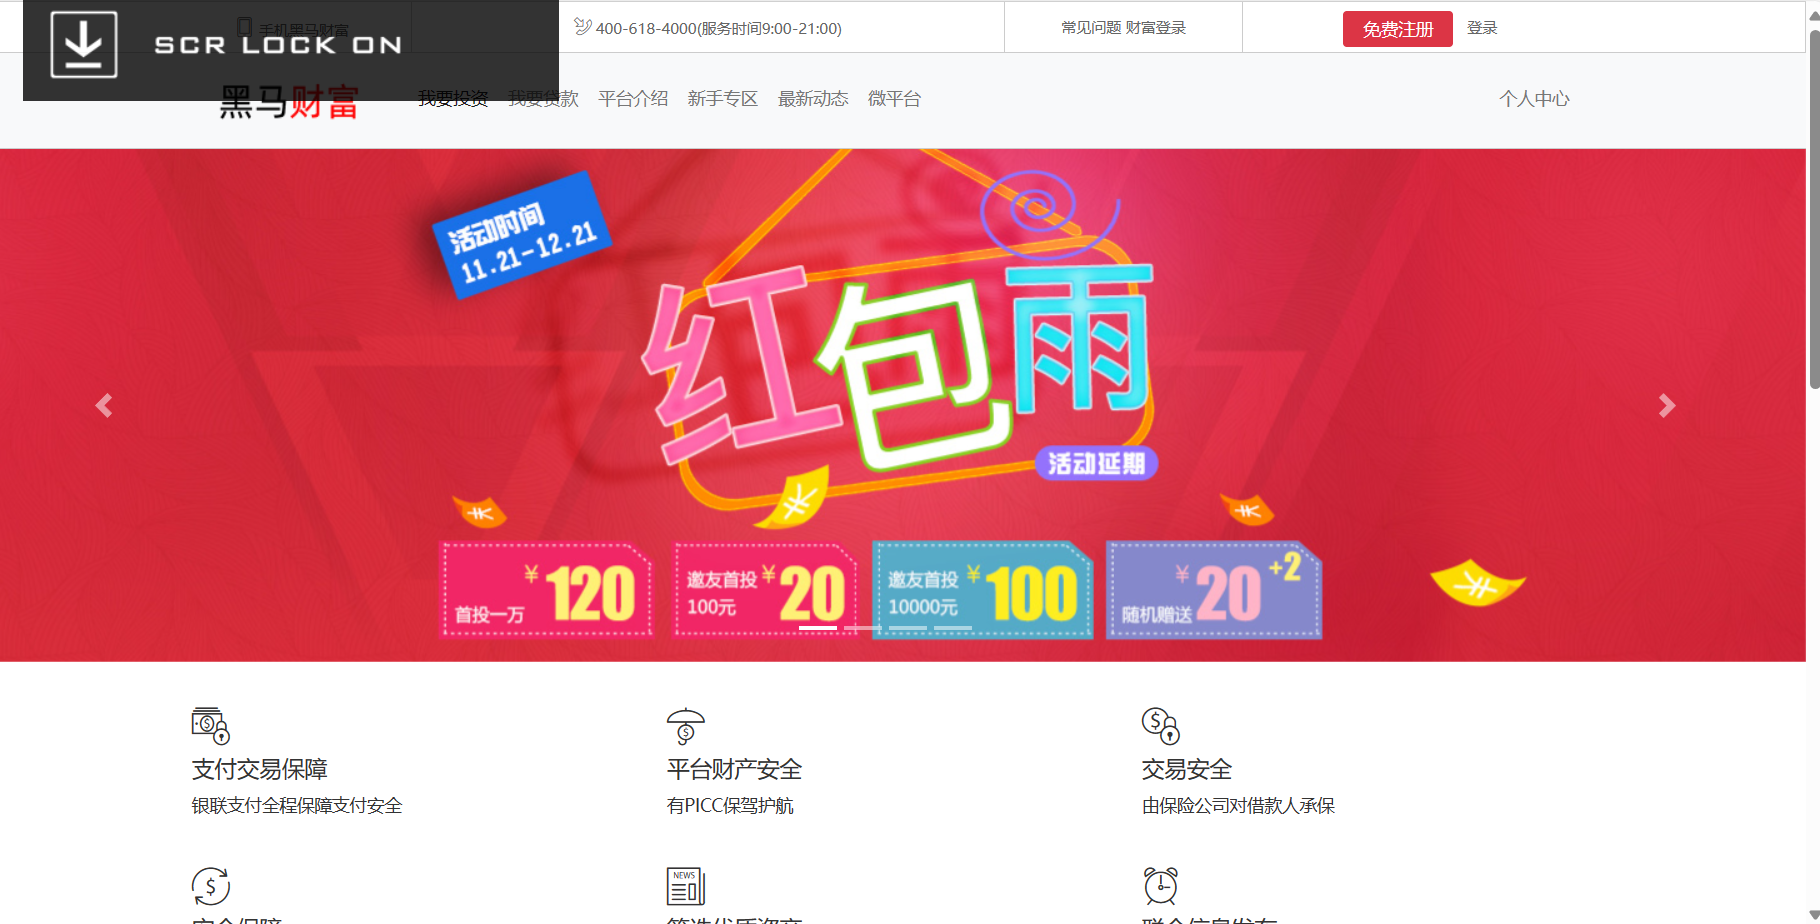 SCR LOCK ON
手机黑马财富
400-618-4000(服务时间9:00-21:00)
常见问题 财富登录
免费注册
登录
黑马财富
我要投资 我要贷款 平台介绍 新手专区 最新动态 微平台
个人中心
活动时间
11.21-12.21
红包雨
活动延期
首投一万 ¥120
邀友首投
100元
¥20
邀友首投
10000元
¥100
随机赠送 ¥20+2
支付交易保障
银联支付全程保障支付安全
平台财产安全
有PICC保驾护航
交易安全
由保险公司对借款人承保
NEWS